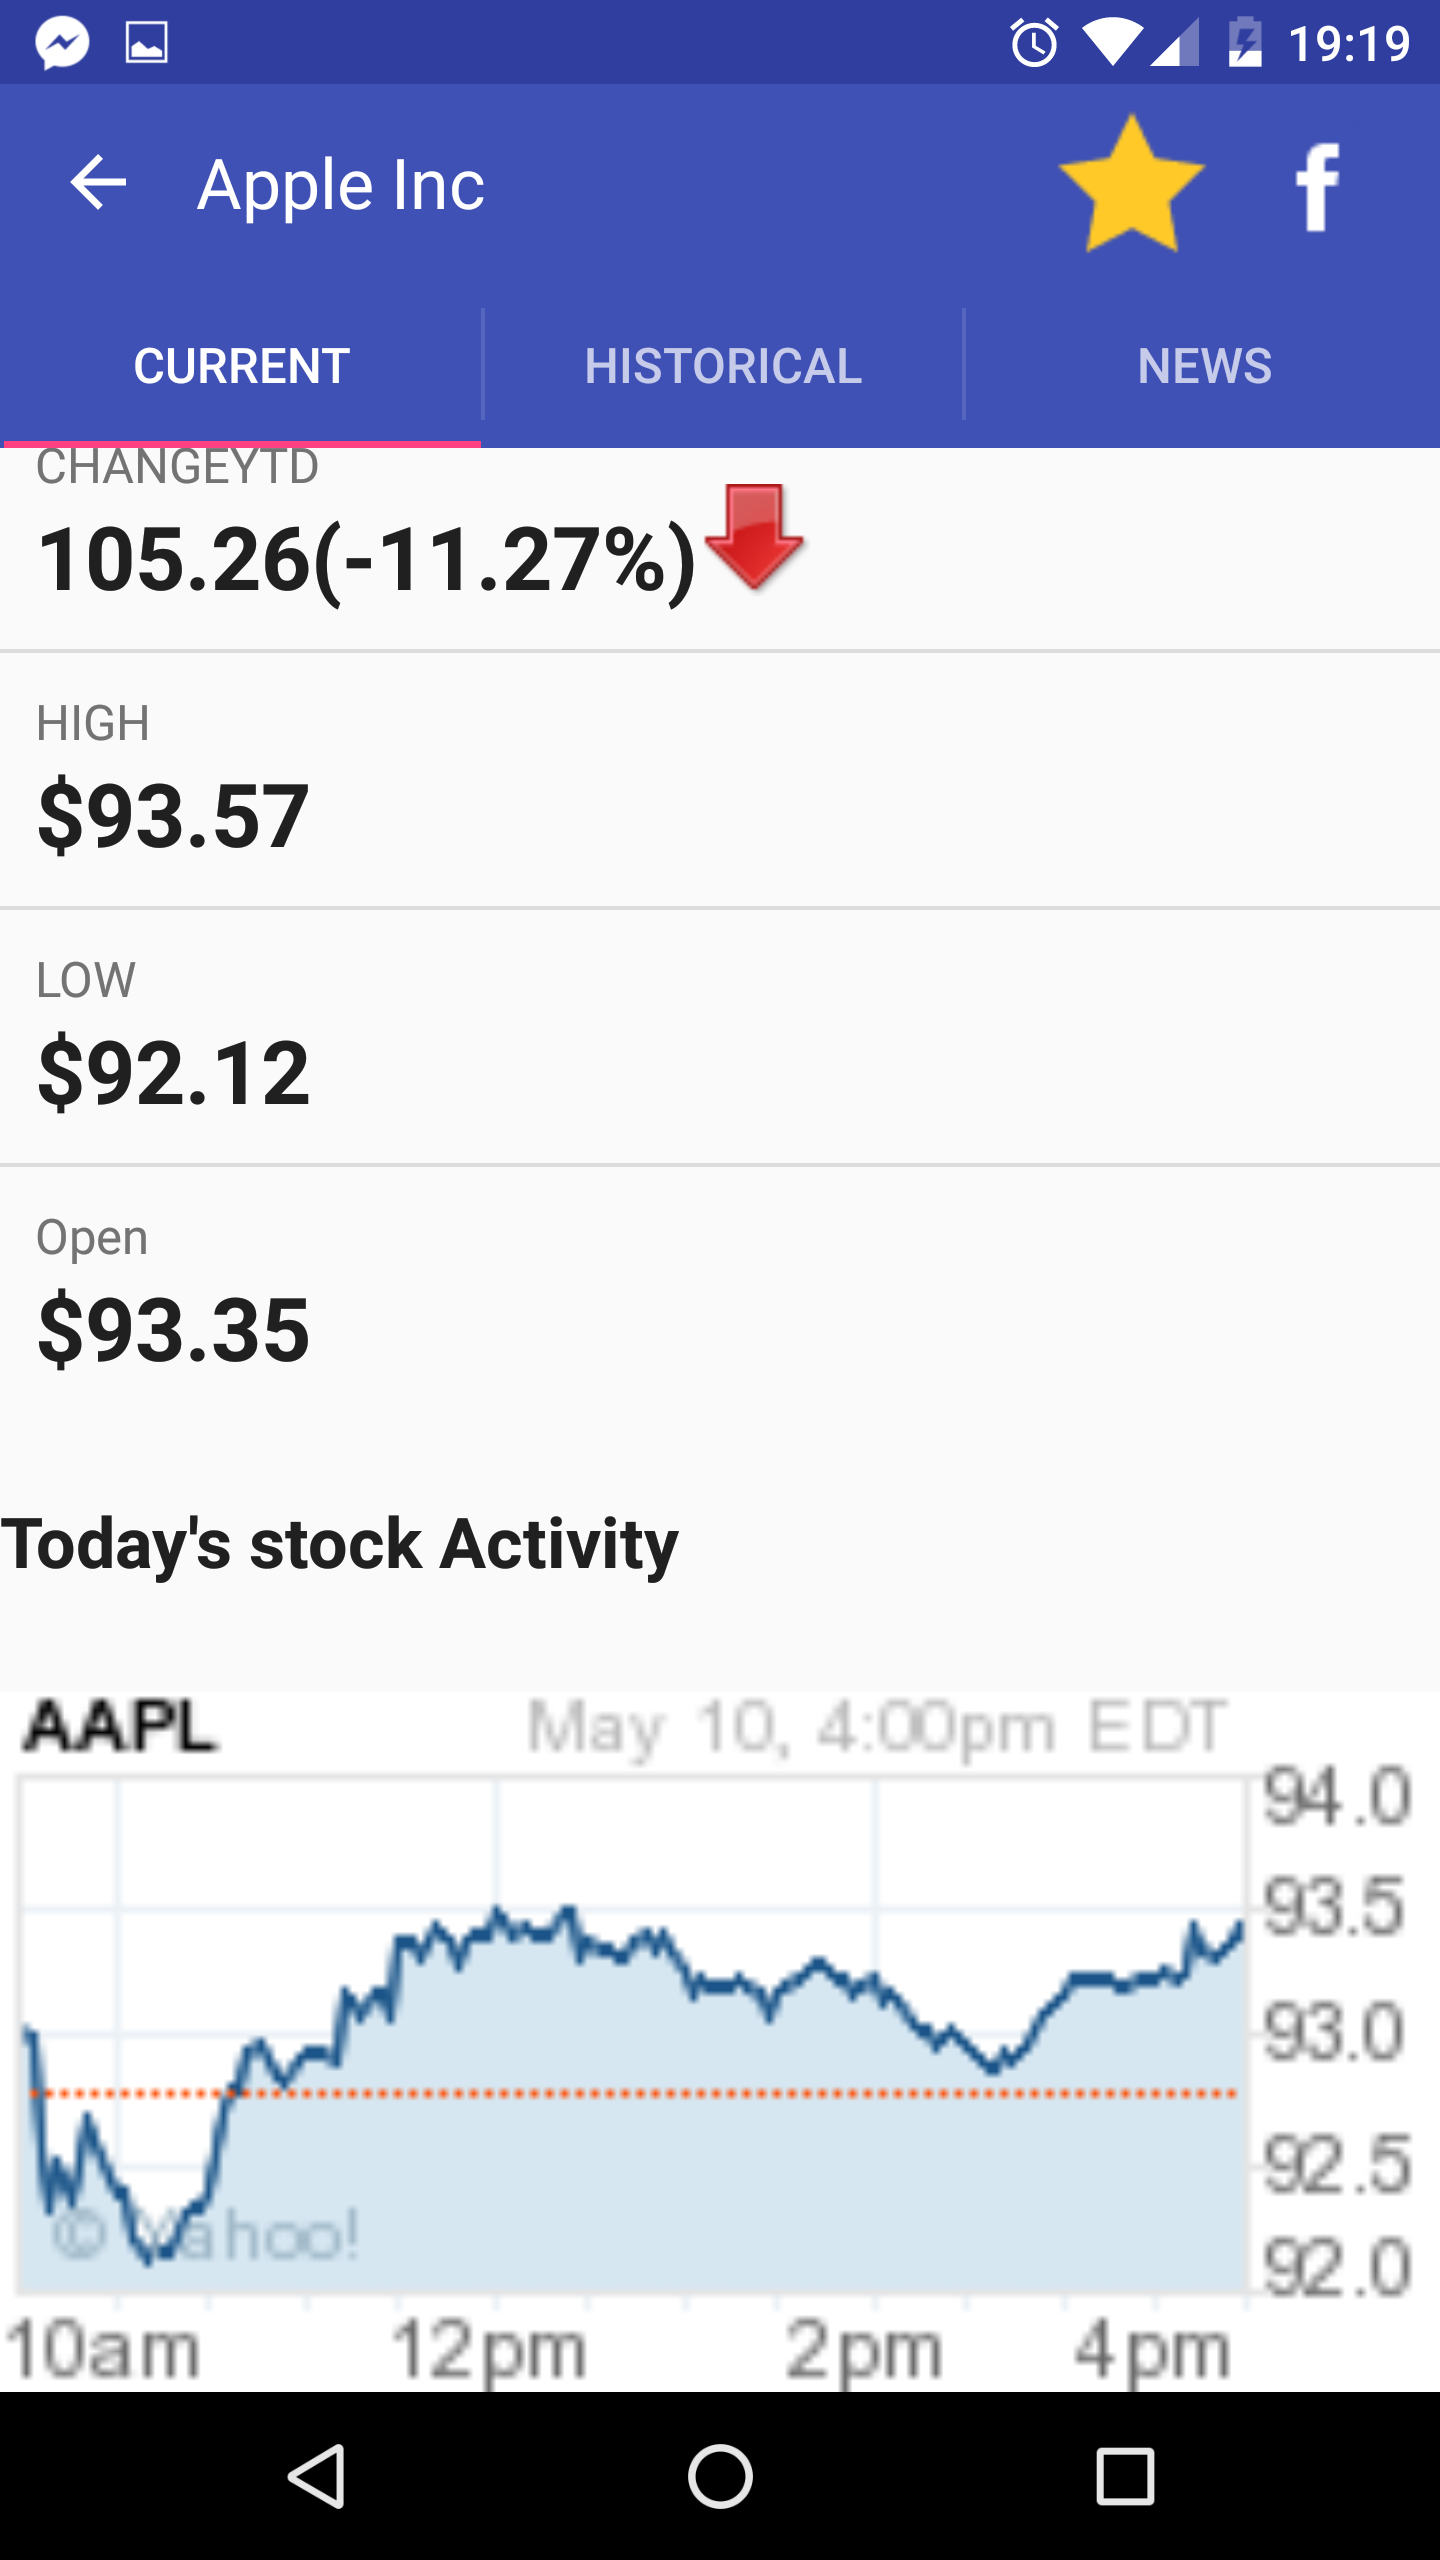 19:19
Apple Inc
CURRENT HISTORICAL NEWS
CHANGEYTD
105.26(-11.27%)
HIGH
$93.57
LOW
$92.12
Open
$93.35
Today's stock Activity
AAPL May 10, 4:00pm EDT
94.0
93.5
93.0
92.5
© Yahoo!
92.0
10am 12pm 2pm 4pm